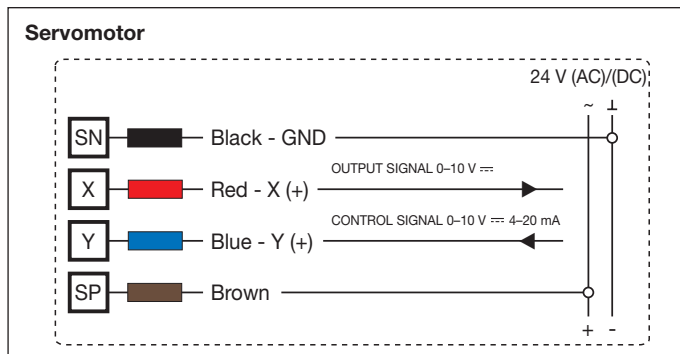 Servomotor
24 V (AC)/(DC)
~ ⊥
SN Black - GND
OUTPUT SIGNAL 0–10 V ⎓
X Red - X (+)
CONTROL SIGNAL 0–10 V ⎓ 4–20 mA
Y Blue - Y (+)
SP Brown
+ -